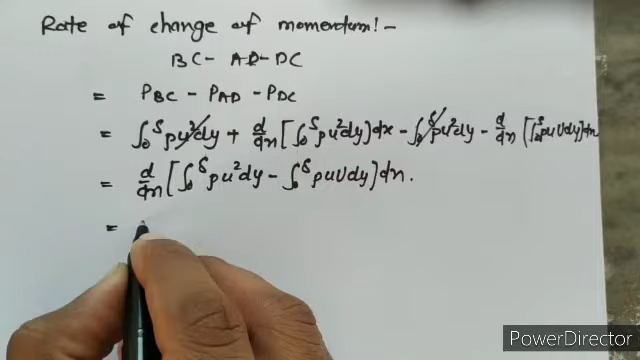 Rate of change of momentum!-
BC - AD - DC
= P_BC - P_AD - P_DC
= ∫₀^δ ρu²dy + d/dx [∫₀^δ ρu²dy] dx - ∫₀^δ ρu²dy - d/dx [∫₀^δ ρuUdy] dx
= d/dx [∫₀^δ ρu²dy - ∫₀^δ ρuUdy] dx.
=
PowerDirector